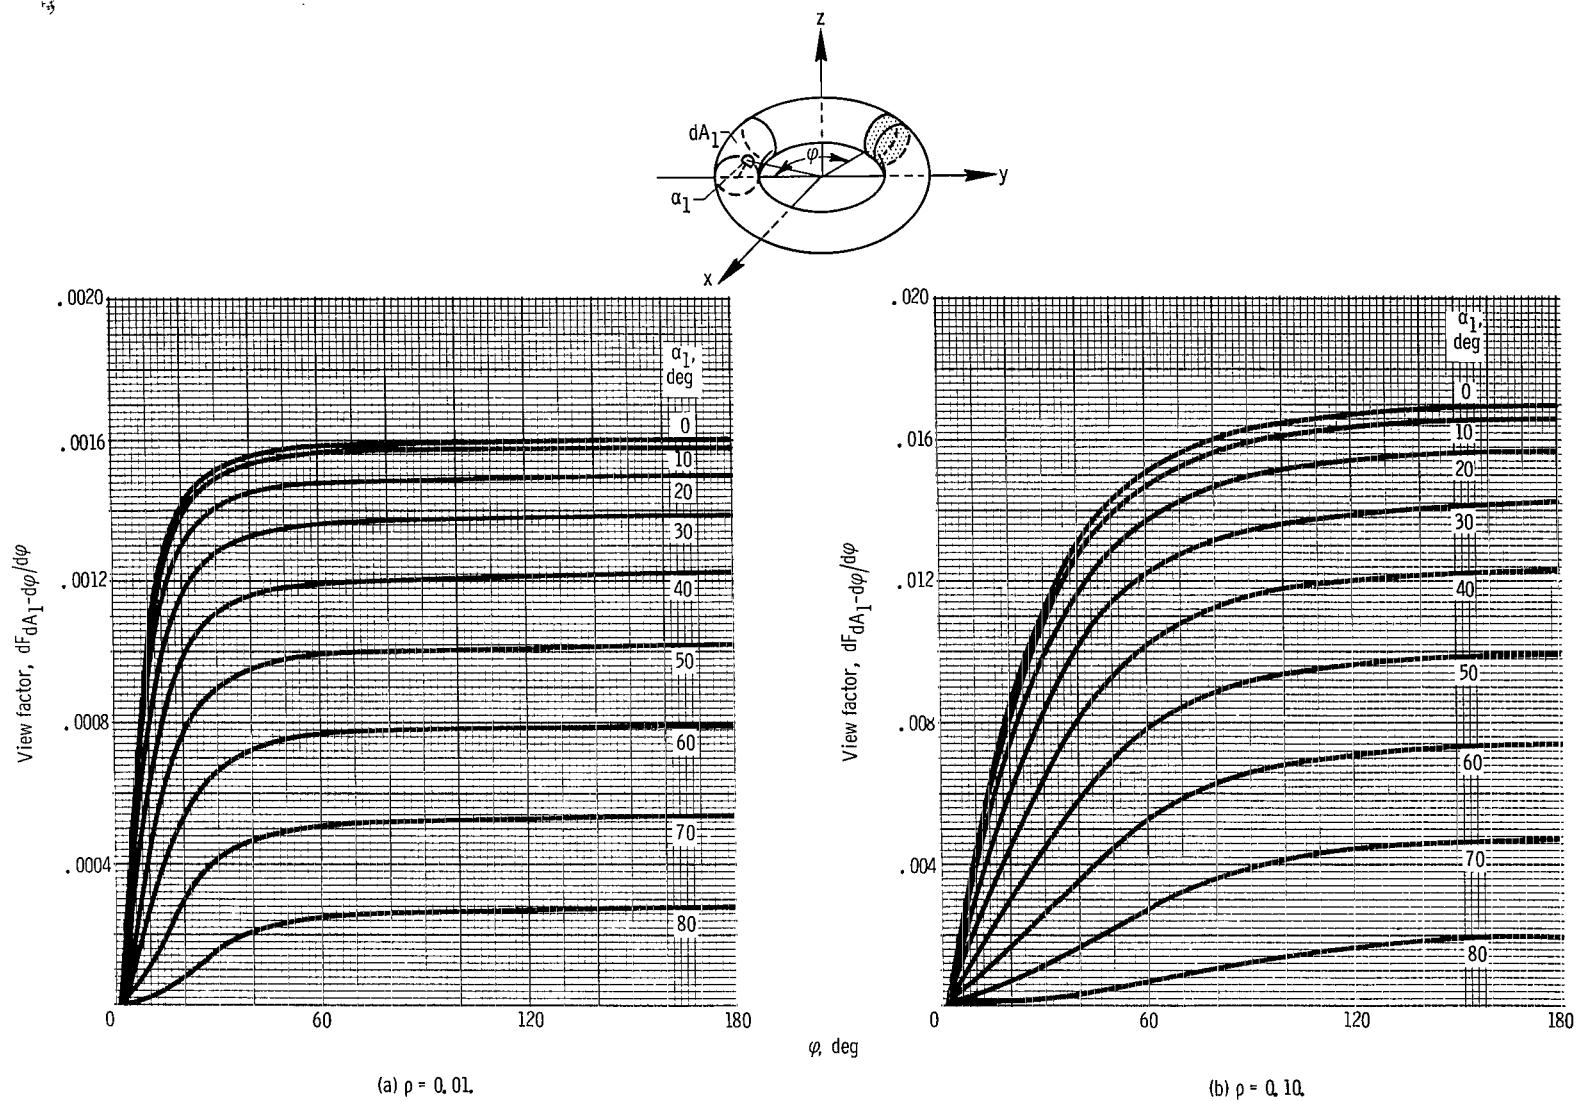 z
dA1
φ
y
α1
x
.0020
.0016
.0012
.0008
.0004
0
60
120
180
View factor, dFdA1-dφ/dφ
α1,
deg
0
10
20
30
40
50
60
70
80
(a) ρ = 0.01.
.020
.016
.012
.008
.004
0
60
120
180
View factor, dFdA1-dφ/dφ
α1,
deg
0
10
20
30
40
50
60
70
80
φ, deg
(b) ρ = 0.10.